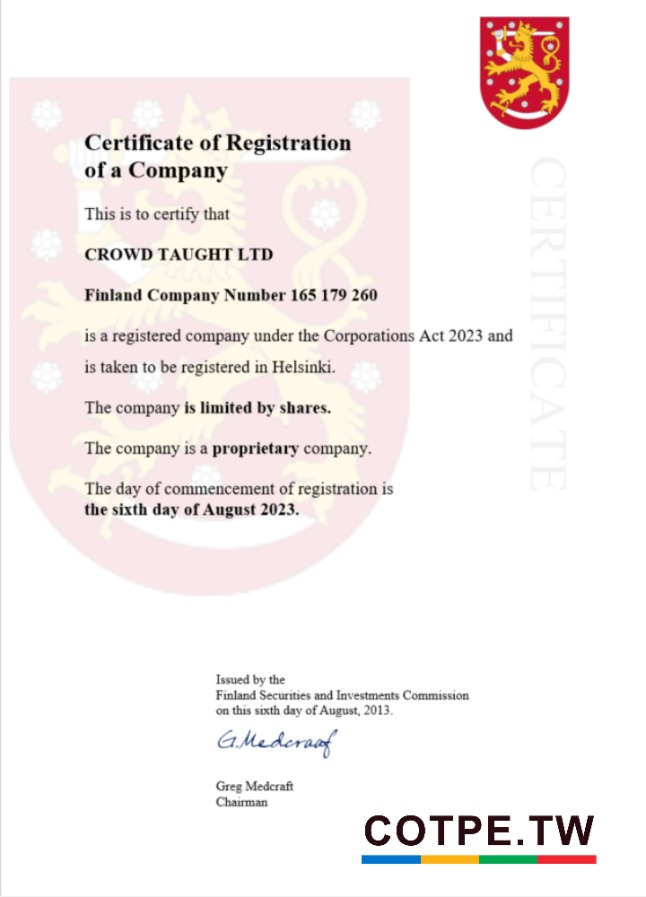 Certificate of Registration
of a Company
This is to certify that
CROWD TAUGHT LTD
Finland Company Number 165 179 260
is a registered company under the Corporations Act 2023 and
is taken to be registered in Helsinki.
The company is limited by shares.
The company is a proprietary company.
The day of commencement of registration is
the sixth day of August 2023.
CERTIFICATE
Issued by the
Finland Securities and Investments Commission
on this sixth day of August, 2013.
G.Medcraaf
Greg Medcraft
Chairman
COTPE.TW